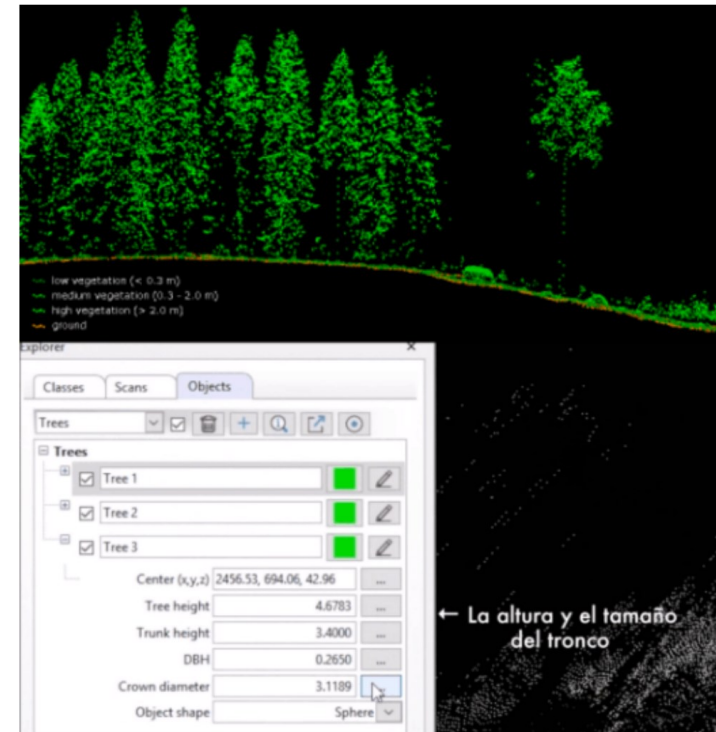 low vegetation (< 0.3 m)
medium vegetation (0.3 - 2.0 m)
high vegetation (> 2.0 m)
ground
Explorer
Classes Scans Objects
Trees
Trees
Tree 1
Tree 2
Tree 3
Center (x,y,z) 2456.53, 694.06, 42.96 ...
Tree height 4.6783 ...
Trunk height 3.4000 ...
DBH 0.2650 ...
Crown diameter 3.1189 ...
Object shape Sphere
← La altura y el tamaño
del tronco